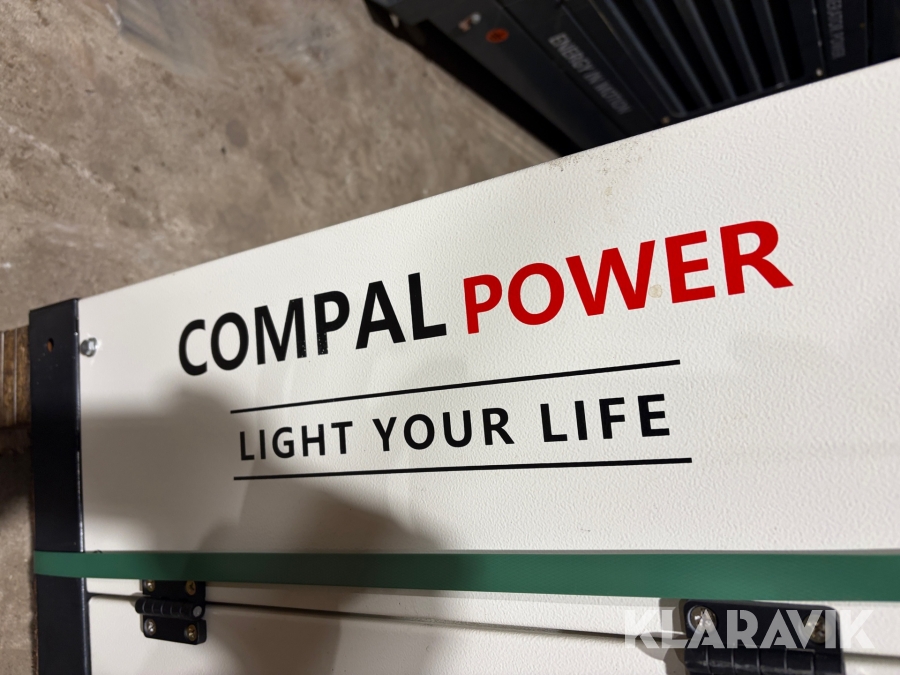 ENERGY IN MOTION
COMPAL POWER
LIGHT YOUR LIFE
KLARAVIK